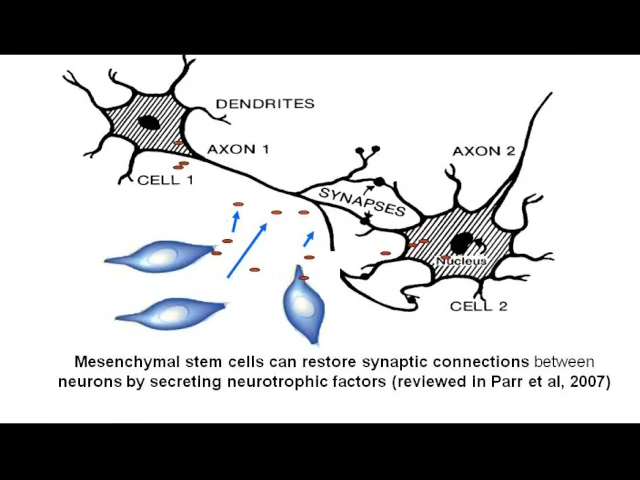 DENDRITES
AXON 1
CELL 1
SYNAPSES
AXON 2
Nucleus
CELL 2
Mesenchymal stem cells can restore synaptic connections between
neurons by secreting neurotrophic factors (reviewed in Parr et al, 2007)